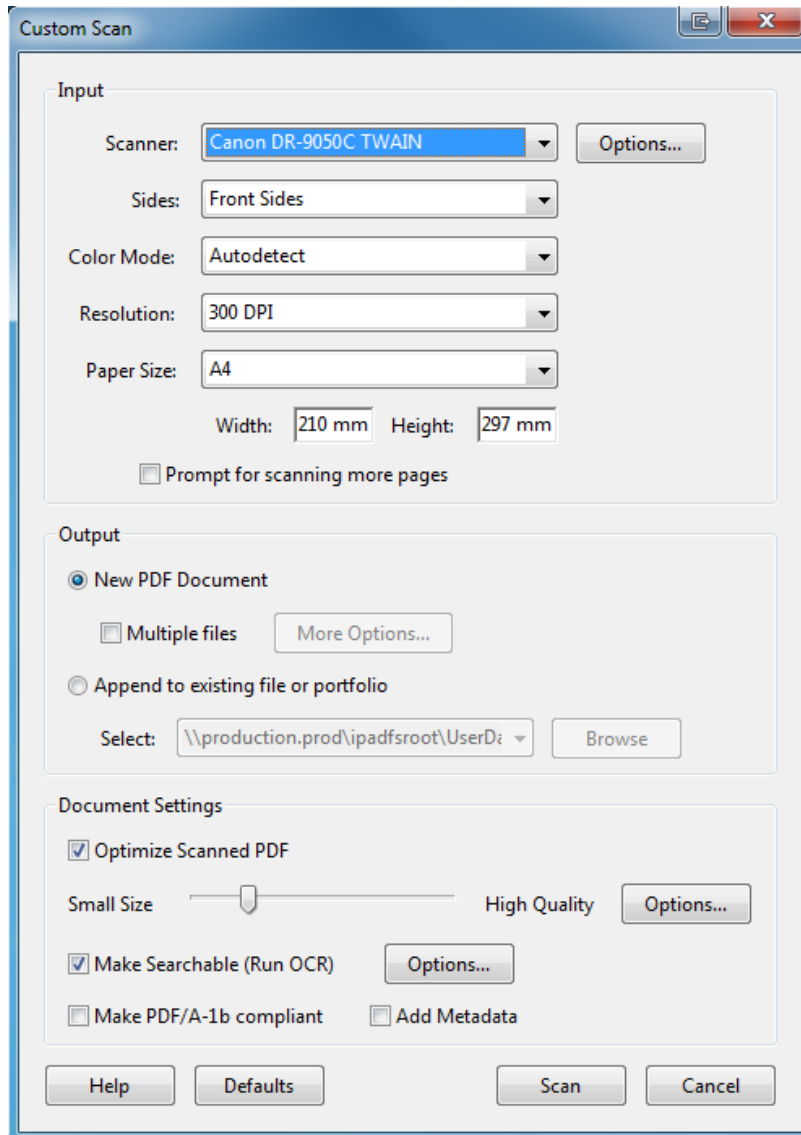 Custom Scan
Input
Scanner: Canon DR-9050C TWAIN Options...
Sides: Front Sides
Color Mode: Autodetect
Resolution: 300 DPI
Paper Size: A4
Width: 210 mm Height: 297 mm
Prompt for scanning more pages
Output
New PDF Document
Multiple files More Options...
Append to existing file or portfolio
Select: \\production.prod\ipadfsroot\UserDa Browse
Document Settings
Optimize Scanned PDF
Small Size High Quality Options...
Make Searchable (Run OCR) Options...
Make PDF/A-1b compliant Add Metadata
Help Defaults Scan Cancel